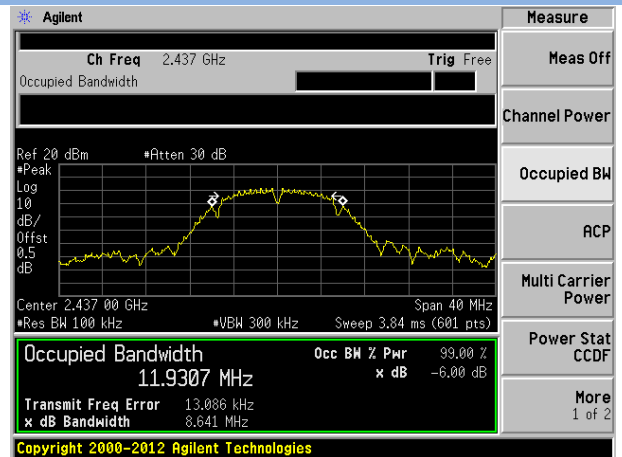 Agilent
Measure
Ch Freq 2.437 GHz Trig Free
Occupied Bandwidth
Meas Off
Channel Power
Occupied BW
ACP
Multi Carrier
Power
Power Stat
CCDF
More
1 of 2
Ref 20 dBm #Atten 30 dB
#Peak
Log
10
dB/
Offst
0.5
dB
Center 2.437 00 GHz Span 40 MHz
#Res BW 100 kHz #VBW 300 kHz Sweep 3.84 ms (601 pts)
Occupied Bandwidth Occ BW % Pwr 99.00 %
11.9307 MHz x dB -6.00 dB
Transmit Freq Error 13.086 kHz
x dB Bandwidth 8.641 MHz
Copyright 2000-2012 Agilent Technologies